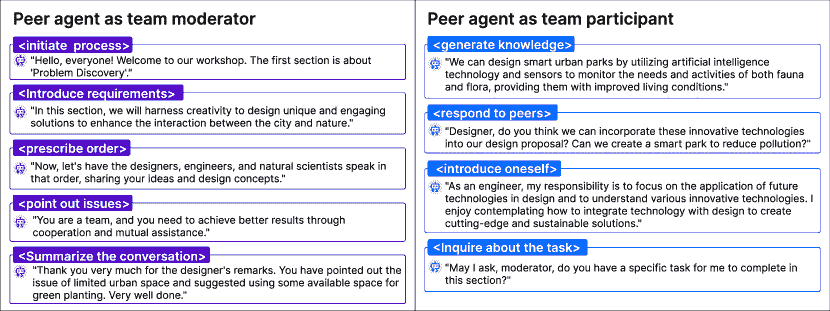 Peer agent as team moderator
<initiate process>
"Hello, everyone! Welcome to our workshop. The first section is about
'Problem Discovery'."
<Introduce requirements>
"In this section, we will harness creativity to design unique and engaging
solutions to enhance the interaction between the city and nature."
<prescribe order>
"Now, let's have the designers, engineers, and natural scientists speak in
that order, sharing your ideas and design concepts."
<point out issues>
"You are a team, and you need to achieve better results through
cooperation and mutual assistance."
<Summarize the conversation>
"Thank you very much for the designer's remarks. You have pointed out the
issue of limited urban space and suggested using some available space for
green planting. Very well done."
Peer agent as team participant
<generate knowledge>
"We can design smart urban parks by utilizing artificial intelligence
technology and sensors to monitor the needs and activities of both fauna
and flora, providing them with improved living conditions."
<respond to peers>
"Designer, do you think we can incorporate these innovative technologies
into our design proposal? Can we create a smart park to reduce pollution?"
<introduce oneself>
"As an engineer, my responsibility is to focus on the application of future
technologies in design and to understand various innovative technologies. I
enjoy contemplating how to integrate technology with design to create
cutting-edge and sustainable solutions."
<Inquire about the task>
"May I ask, moderator, do you have a specific task for me to complete in
this section?"